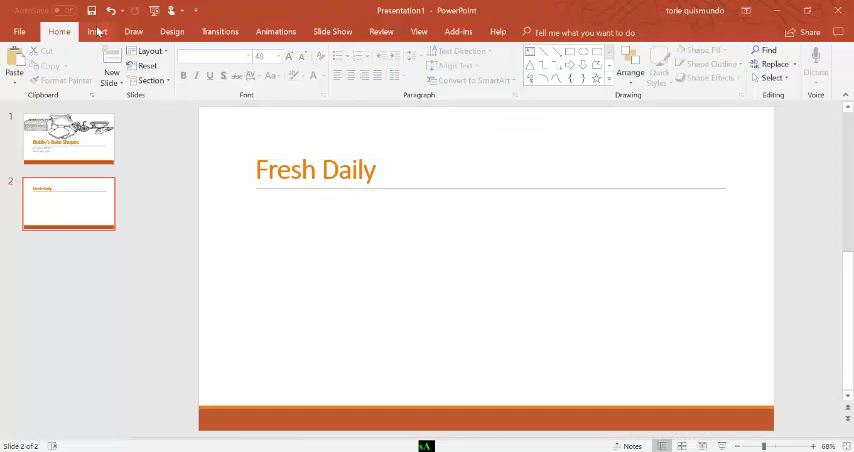 AutoSave Off
Presentation1 - PowerPoint
torie quismundo
File Home Insert Draw Design Transitions Animations Slide Show Review View Add-ins Help Tell me what you want to do Share
Paste
Cut
Copy
Format Painter
Clipboard
New
Slide
Layout
Reset
Section
Slides
48
B I U S abc AV Aa A
Font
Text Direction
Align Text
Convert to SmartArt
Paragraph
Arrange
Quick
Styles
Shape Fill
Shape Outline
Shape Effects
Drawing
Find
Replace
Select
Editing
Dictate
Voice
1
Bobby's Bake Shoppe
2
Fresh Daily
Fresh Daily
Slide 2 of 2
sA
Notes
68%